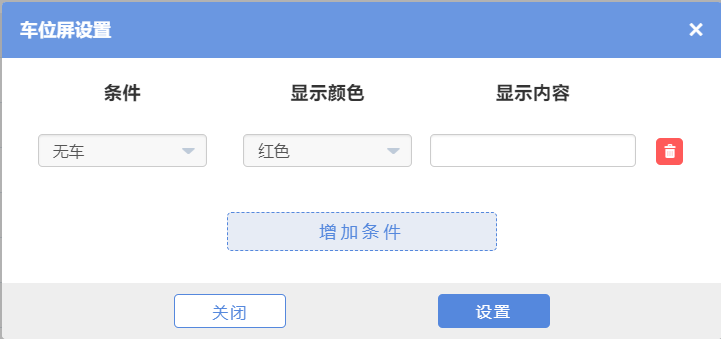 车位屏设置
条件 显示颜色 显示内容
无车 红色
增加条件
关闭 设置